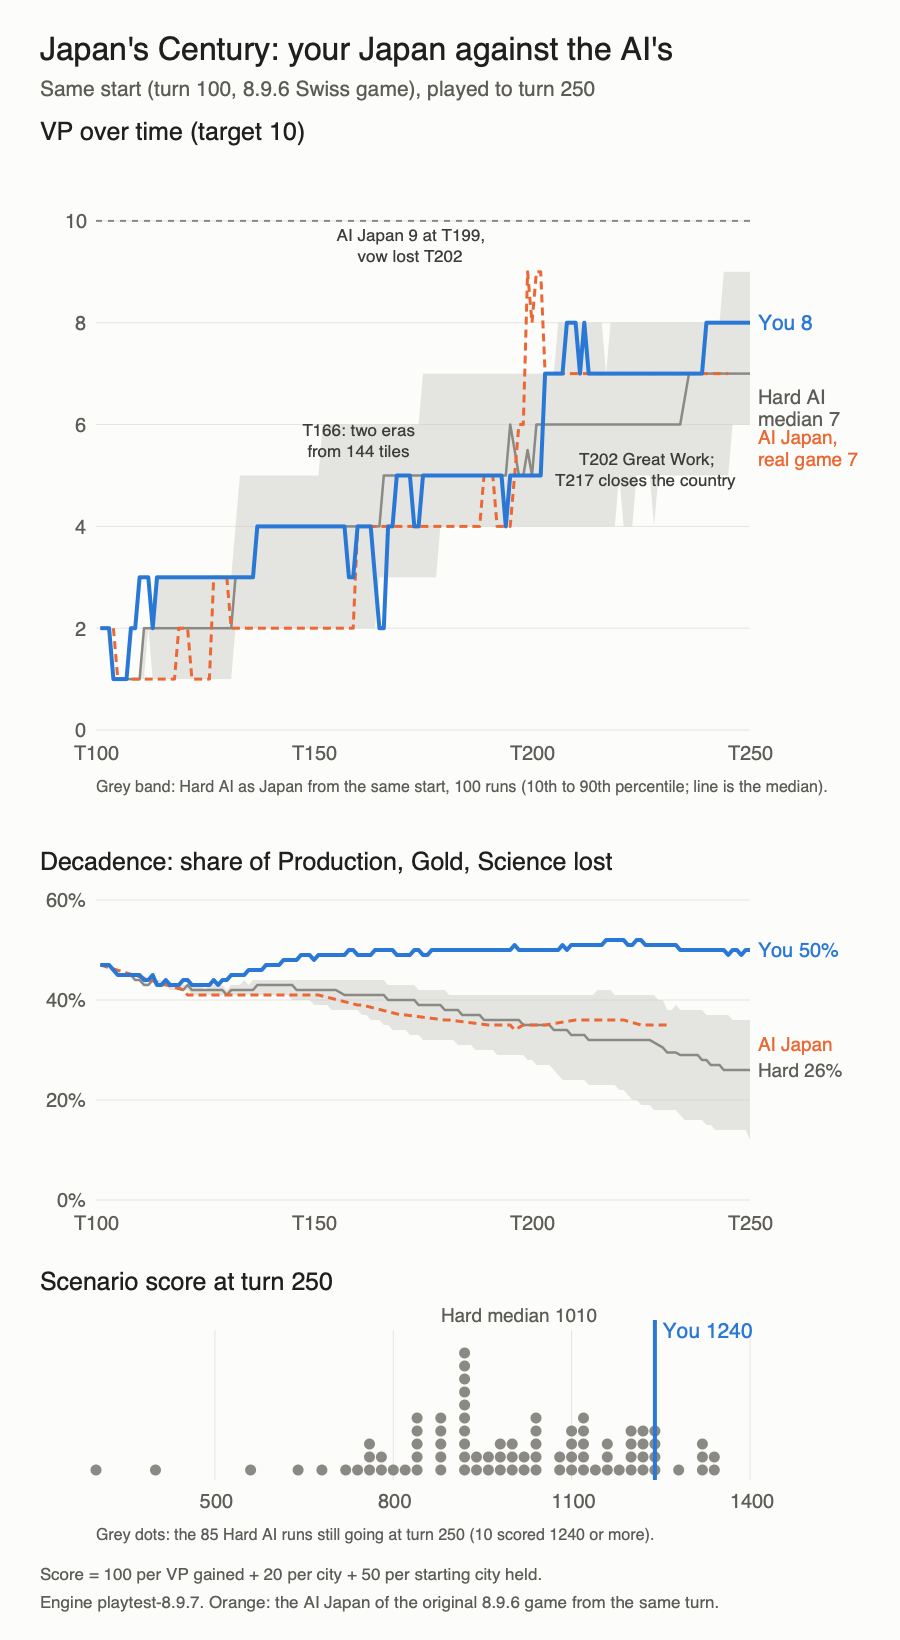 Japan's Century: your Japan against the AI's
Same start (turn 100, 8.9.6 Swiss game), played to turn 250
VP over time (target 10)
10
AI Japan 9 at T199,
vow lost T202
8
You 8
Hard AI
median 7
6
T166: two eras
from 144 tiles
AI Japan,
real game 7
T202 Great Work;
T217 closes the country
4
2
0
T100
T150
T200
T250
Grey band: Hard AI as Japan from the same start, 100 runs (10th to 90th percentile; line is the median).
Decadence: share of Production, Gold, Science lost
60%
You 50%
40%
AI Japan
Hard 26%
20%
0%
T100
T150
T200
T250
Scenario score at turn 250
Hard median 1010
You 1240
500
800
1100
1400
Grey dots: the 85 Hard AI runs still going at turn 250 (10 scored 1240 or more).
Score = 100 per VP gained + 20 per city + 50 per starting city held.
Engine playtest-8.9.7. Orange: the AI Japan of the original 8.9.6 game from the same turn.